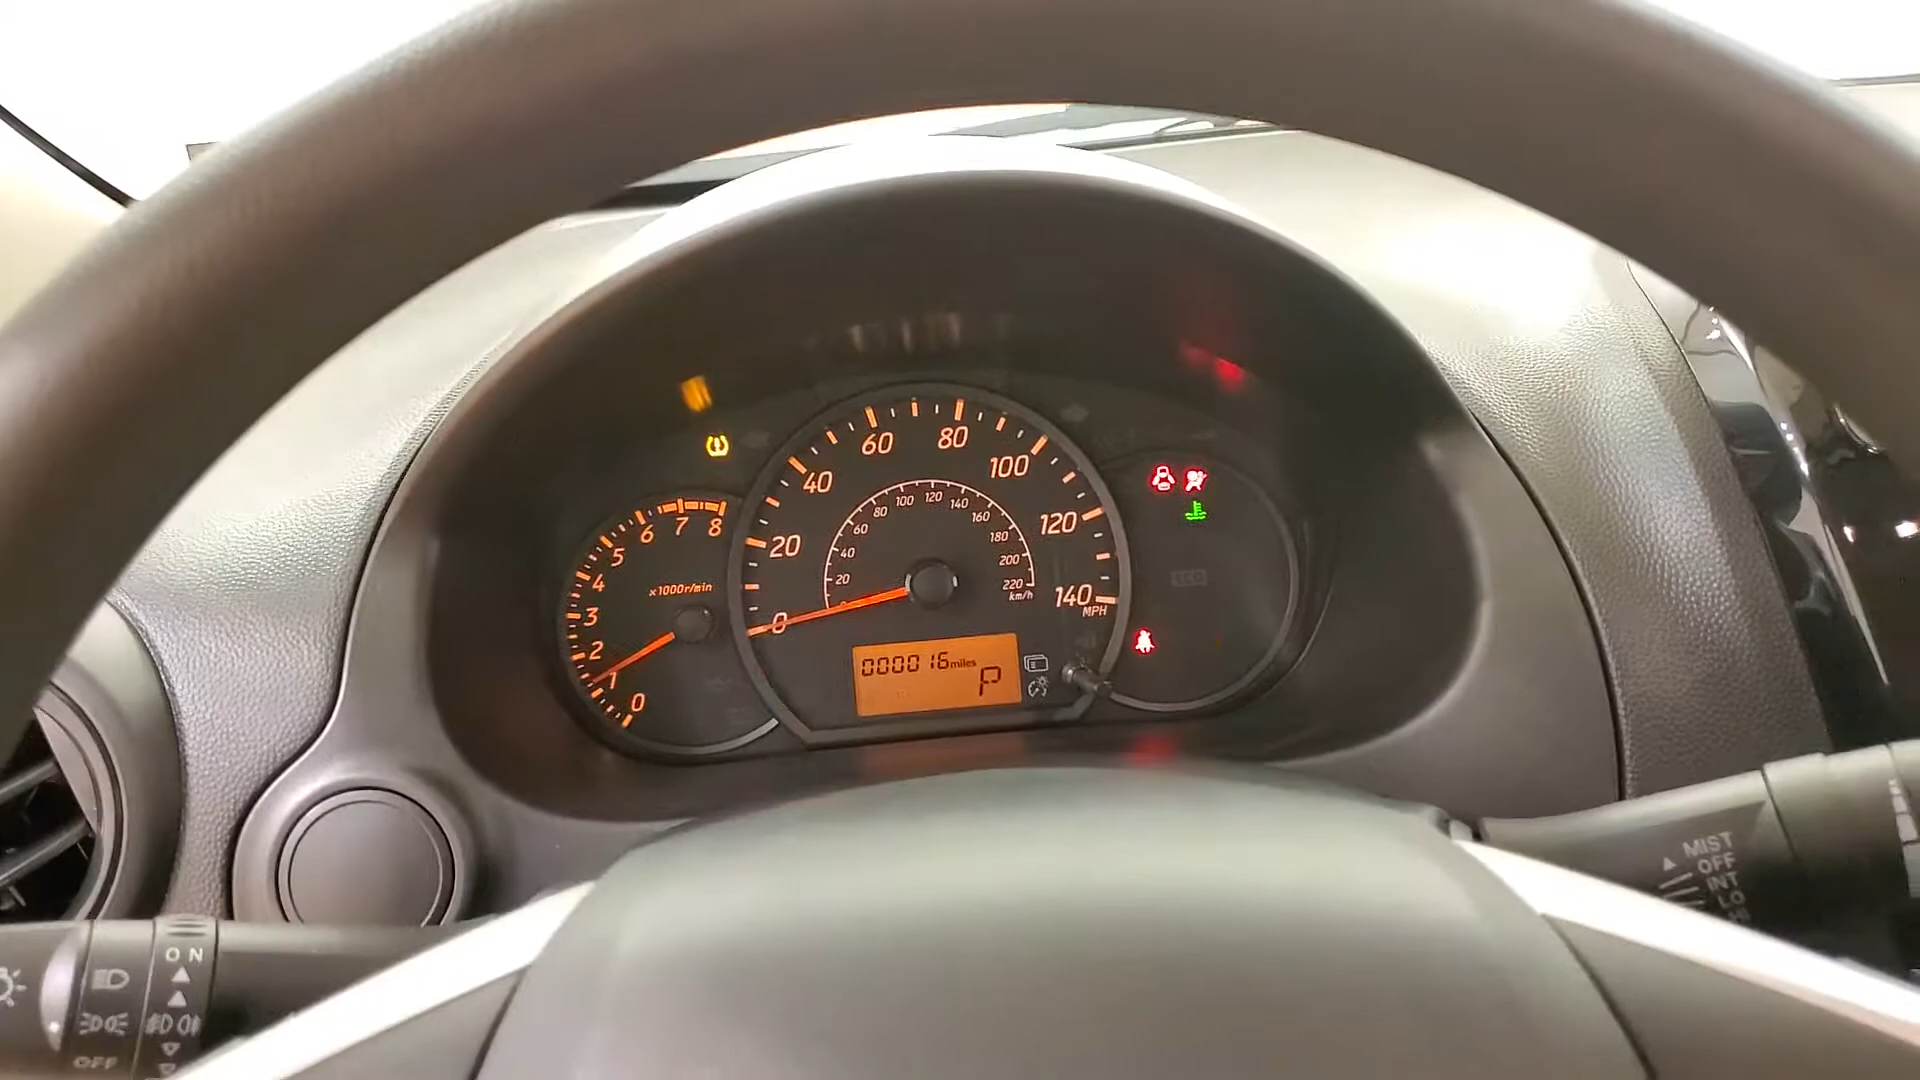 60 80
40 100
20 120
0 140
MPH
20 40 60 80 100 120 140 160 180 200 220
km/h
0 1 2 3 4 5 6 7 8
×1000r/min
000016 miles
P
ECO
ON
OFF
MIST
OFF
INT
LO